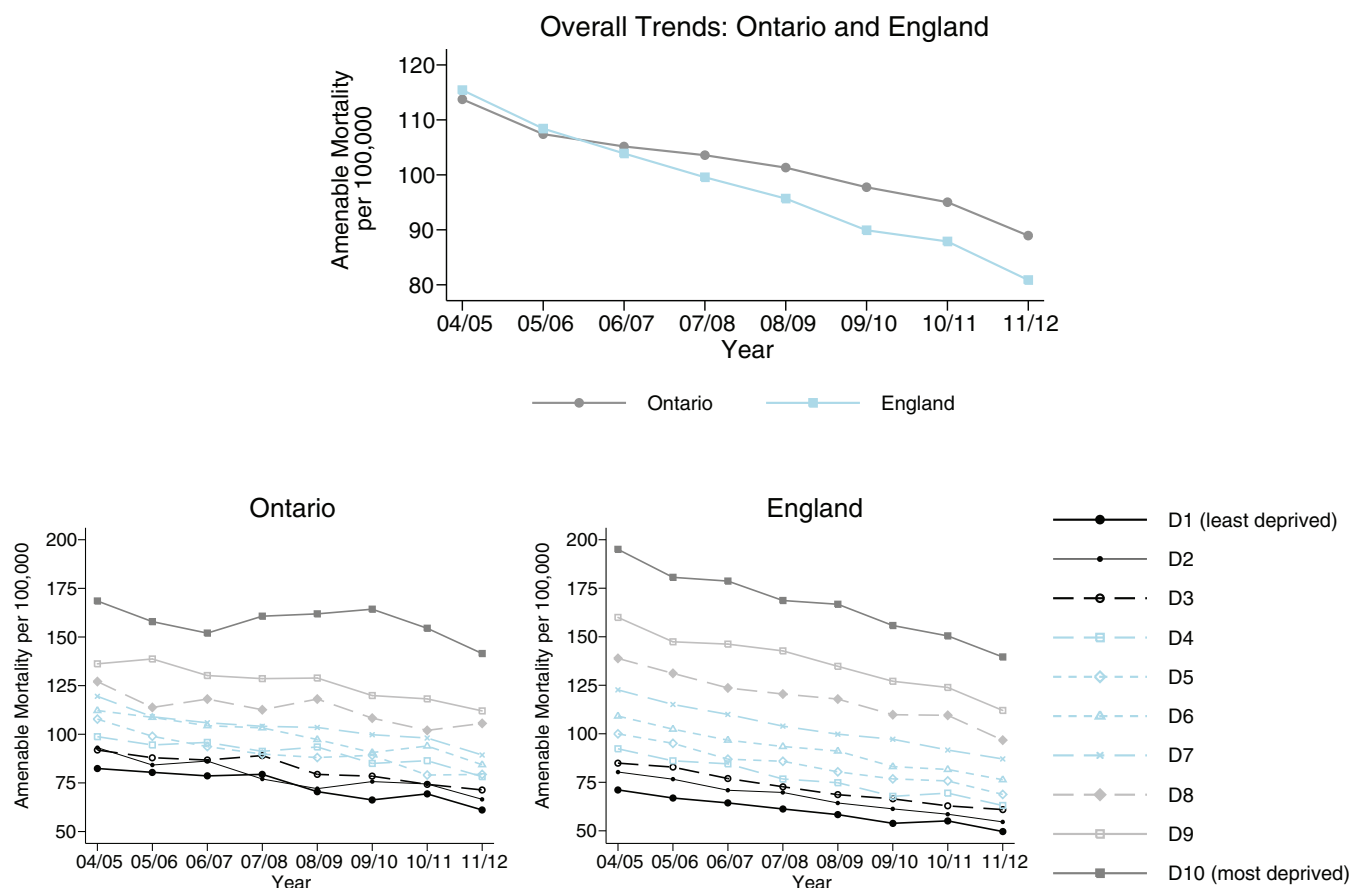 Overall Trends: Ontario and England
Amenable Mortality
per 100,000
120
110
100
90
80
04/05 05/06 06/07 07/08 08/09 09/10 10/11 11/12
Year
Ontario England
Ontario
Amenable Mortality per 100,000
200
175
150
125
100
75
50
04/05 05/06 06/07 07/08 08/09 09/10 10/11 11/12
Year
England
Amenable Mortality per 100,000
200
175
150
125
100
75
50
04/05 05/06 06/07 07/08 08/09 09/10 10/11 11/12
Year
D1 (least deprived)
D2
D3
D4
D5
D6
D7
D8
D9
D10 (most deprived)